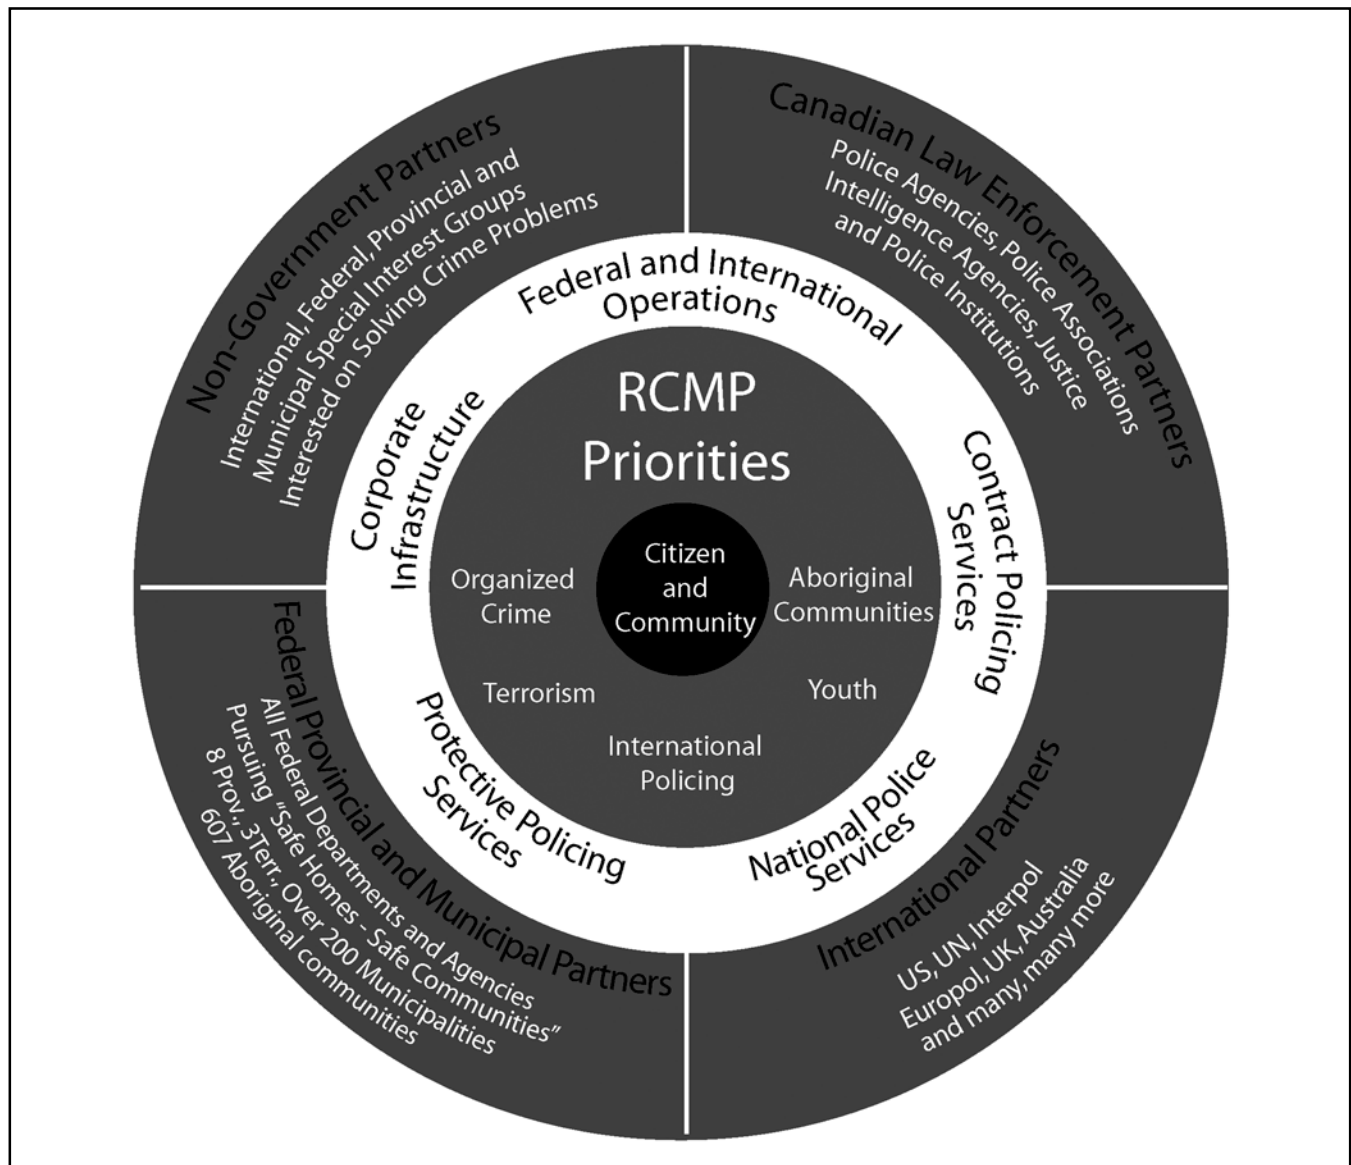 Non-Government Partners
International, Federal, Provincial and
Municipal Special Interest Groups
Interested on Solving Crime Problems
Canadian Law Enforcement Partners
Police Agencies, Police Associations
Intelligence Agencies, Justice
and Police Institutions
Federal and International
Operations
Corporate
Infrastructure
Contract Policing
Services
RCMP
Priorities
Citizen
and
Community
Organized
Crime
Aboriginal
Communities
Terrorism
Youth
International
Policing
Protective Policing
Services
National Police
Services
Federal Provincial and Municipal Partners
All Federal Departments and Agencies
Pursuing “Safe Homes - Safe Communities”
8 Prov., 3Terr., Over 200 Municipalities
607 Aboriginal communities
International Partners
US, UN, Interpol
Europol, UK, Australia
and many, many more